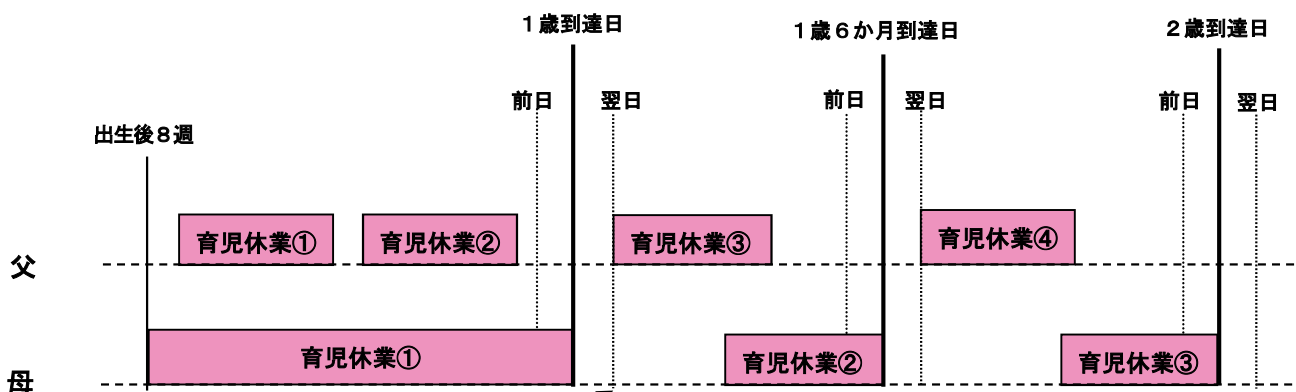 １歳到達日
１歳６か月到達日
２歳到達日
前日
翌日
前日
翌日
前日
翌日
出生後８週
育児休業①
育児休業②
育児休業③
育児休業④
父
育児休業①
育児休業②
育児休業③
母